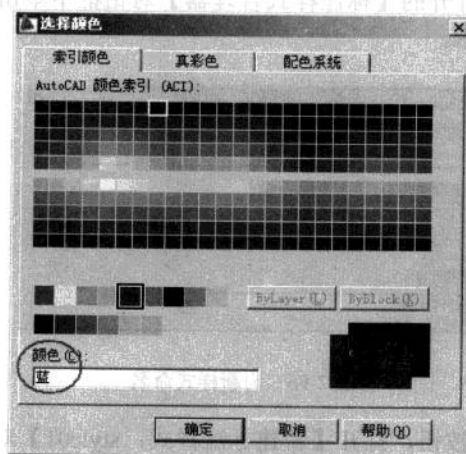 选择颜色
索引颜色 真彩色 配色系统
AutoCAD 颜色索引 (ACI):
ByLayer(L) ByBlock(K)
颜色(C):
蓝
确定 取消 帮助(H)